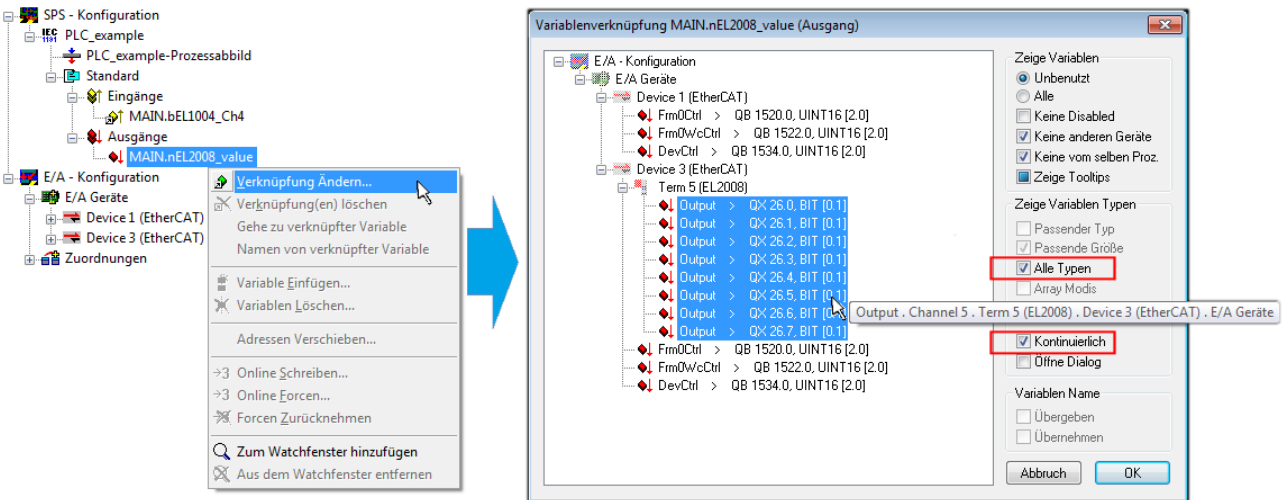 SPS - Konfiguration
IEC
1131
PLC_example
PLC_example-Prozessabbild
Standard
Eingänge
MAIN.bEL1004_Ch4
Ausgänge
MAIN.nEL2008_value
E/A - Konfiguration
E/A Geräte
Device 1 (EtherCAT)
Device 3 (EtherCAT)
Zuordnungen
Verknüpfung Ändern...
Verknüpfung(en) löschen
Gehe zu verknüpfter Variable
Namen von verknüpfter Variable
Variable Einfügen...
Variablen Löschen...
Adressen Verschieben...
Online Schreiben...
Online Forcen...
Forcen Zurücknehmen
Zum Watchfenster hinzufügen
Aus dem Watchfenster entfernen
Variablenverknüpfung MAIN.nEL2008_value (Ausgang)
E/A - Konfiguration
E/A Geräte
Device 1 (EtherCAT)
Frm0Ctrl > QB 1520.0, UINT16 [2.0]
Frm0WcCtrl > QB 1522.0, UINT16 [2.0]
DevCtrl > QB 1534.0, UINT16 [2.0]
Device 3 (EtherCAT)
Term 5 (EL2008)
Output > QX 26.0, BIT [0.1]
Output > QX 26.1, BIT [0.1]
Output > QX 26.2, BIT [0.1]
Output > QX 26.3, BIT [0.1]
Output > QX 26.4, BIT [0.1]
Output > QX 26.5, BIT [0.1]
Output > QX 26.6, BIT [0.1]
Output > QX 26.7, BIT [0.1]
Frm0Ctrl > QB 1520.0, UINT16 [2.0]
Frm0WcCtrl > QB 1522.0, UINT16 [2.0]
DevCtrl > QB 1534.0, UINT16 [2.0]
Zeige Variablen
Unbenutzt
Alle
Keine Disabled
Keine anderen Geräte
Keine vom selben Proz.
Zeige Tooltips
Zeige Variablen Typen
Passender Typ
Passende Größe
Alle Typen
Array Modis
Output . Channel 5 . Term 5 (EL2008) . Device 3 (EtherCAT) . E/A Geräte
Kontinuierlich
Öffne Dialog
Variablen Name
Übergeben
Übernehmen
Abbruch
OK